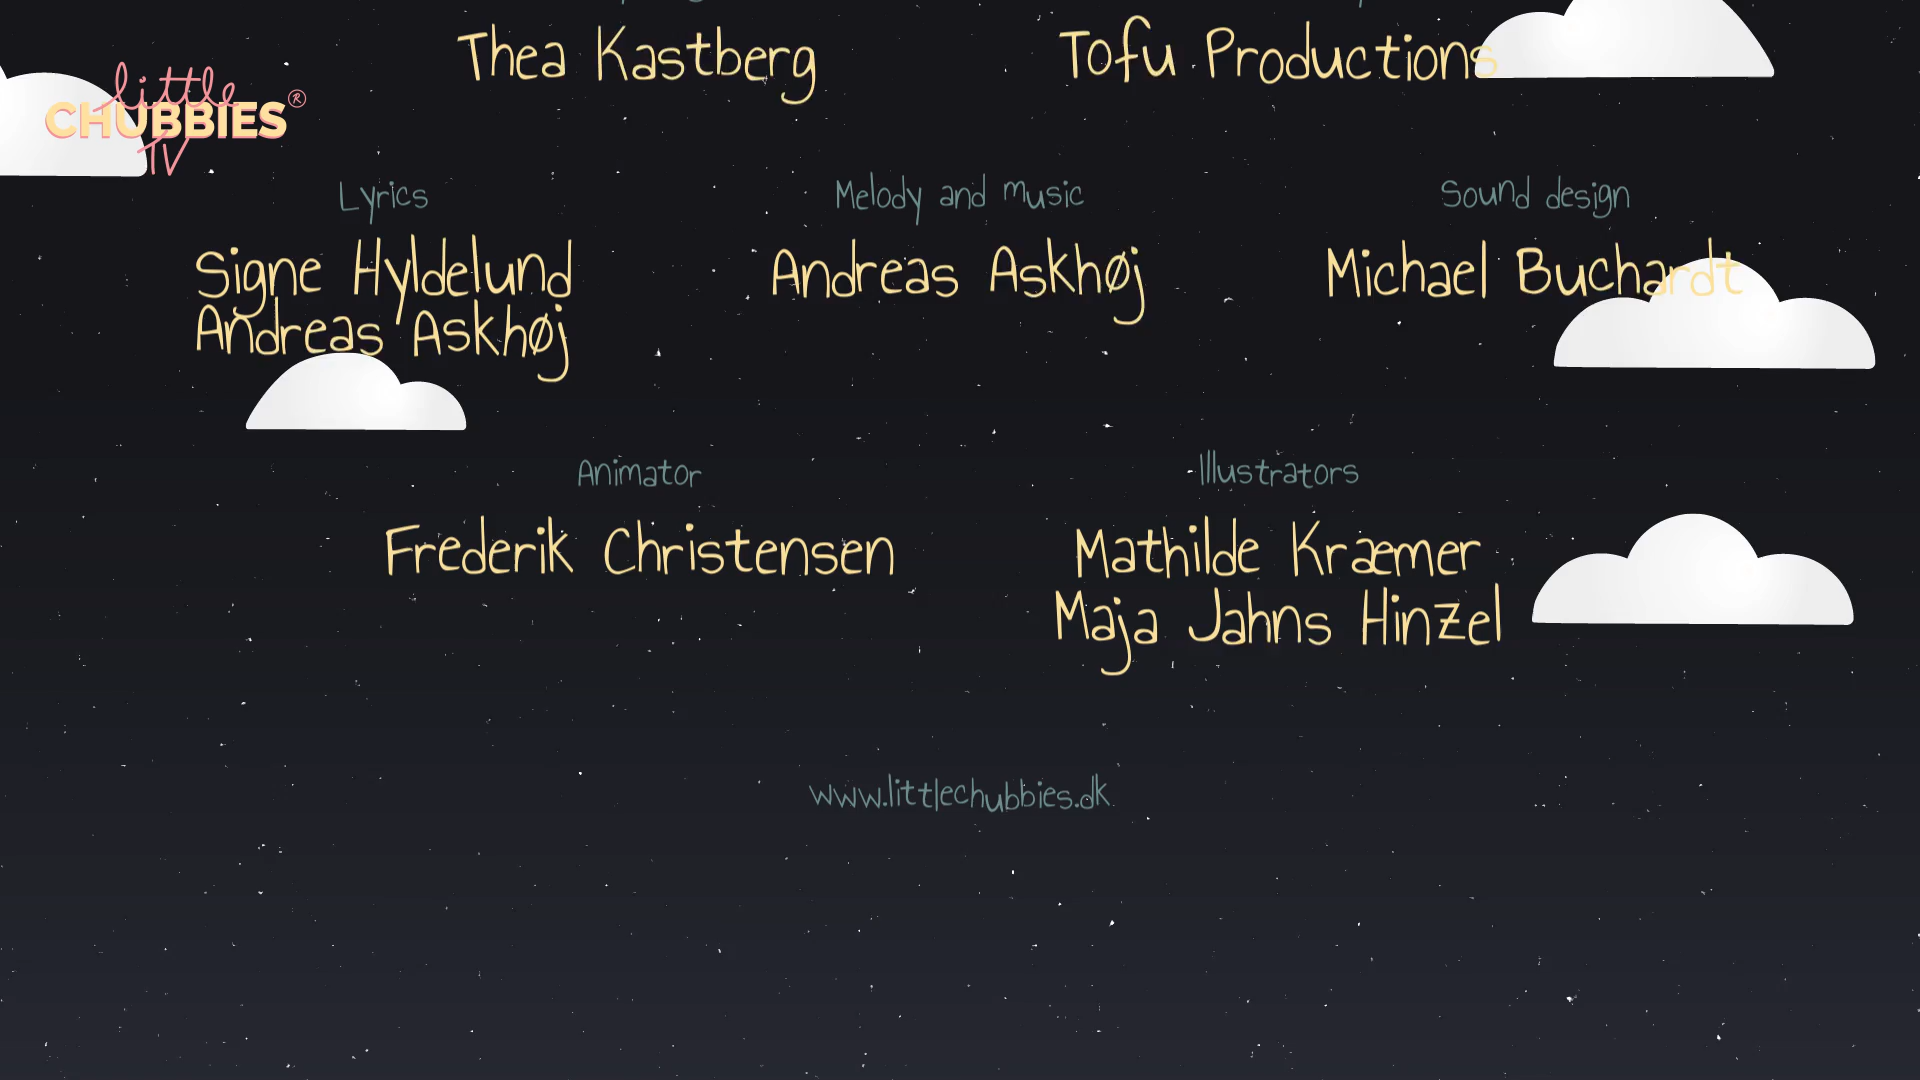 Thea Kastberg
Tofu Productions
little
CHUBBIES®
TV
Lyrics
Signe Hyldelund
Andreas Askhøj
Melody and music
Andreas Askhøj
Sound design
Michael Buchardt
Animator
Frederik Christensen
Illustrators
Mathilde Kræmer
Maja Jahns Hinzel
www.littlechubbies.dk